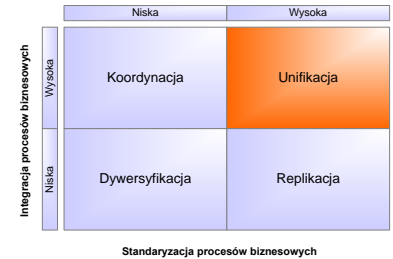 Niska
Wysoka
Integracja procesów biznesowych
Wysoka
Koordynacja
Unifikacja
Niska
Dywersyfikacja
Replikacja
Standaryzacja procesów biznesowych